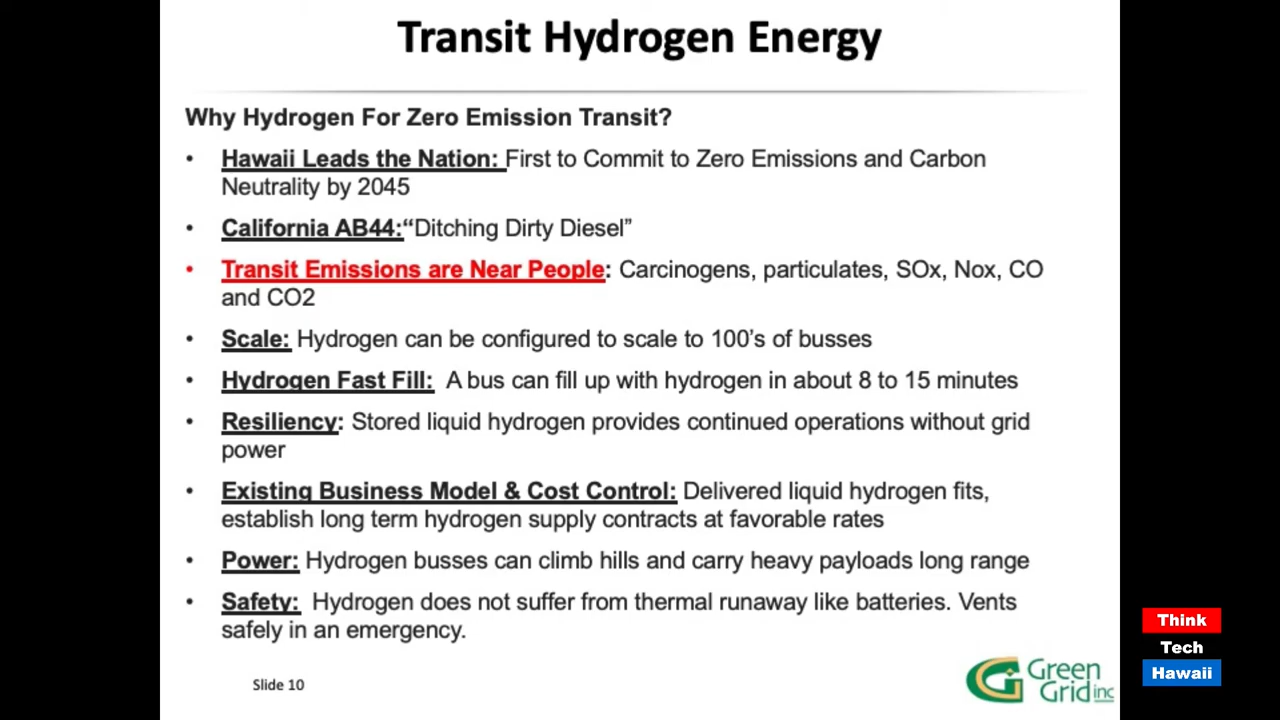 Transit Hydrogen Energy
Why Hydrogen For Zero Emission Transit?
• Hawaii Leads the Nation: First to Commit to Zero Emissions and Carbon
Neutrality by 2045
• California AB44:“Ditching Dirty Diesel”
• Transit Emissions are Near People: Carcinogens, particulates, SOx, Nox, CO
and CO2
• Scale: Hydrogen can be configured to scale to 100’s of busses
• Hydrogen Fast Fill: A bus can fill up with hydrogen in about 8 to 15 minutes
• Resiliency: Stored liquid hydrogen provides continued operations without grid
power
• Existing Business Model & Cost Control: Delivered liquid hydrogen fits,
establish long term hydrogen supply contracts at favorable rates
• Power: Hydrogen busses can climb hills and carry heavy payloads long range
• Safety: Hydrogen does not suffer from thermal runaway like batteries. Vents
safely in an emergency.
Slide 10
Green
Grid inc
Think
Tech
Hawaii